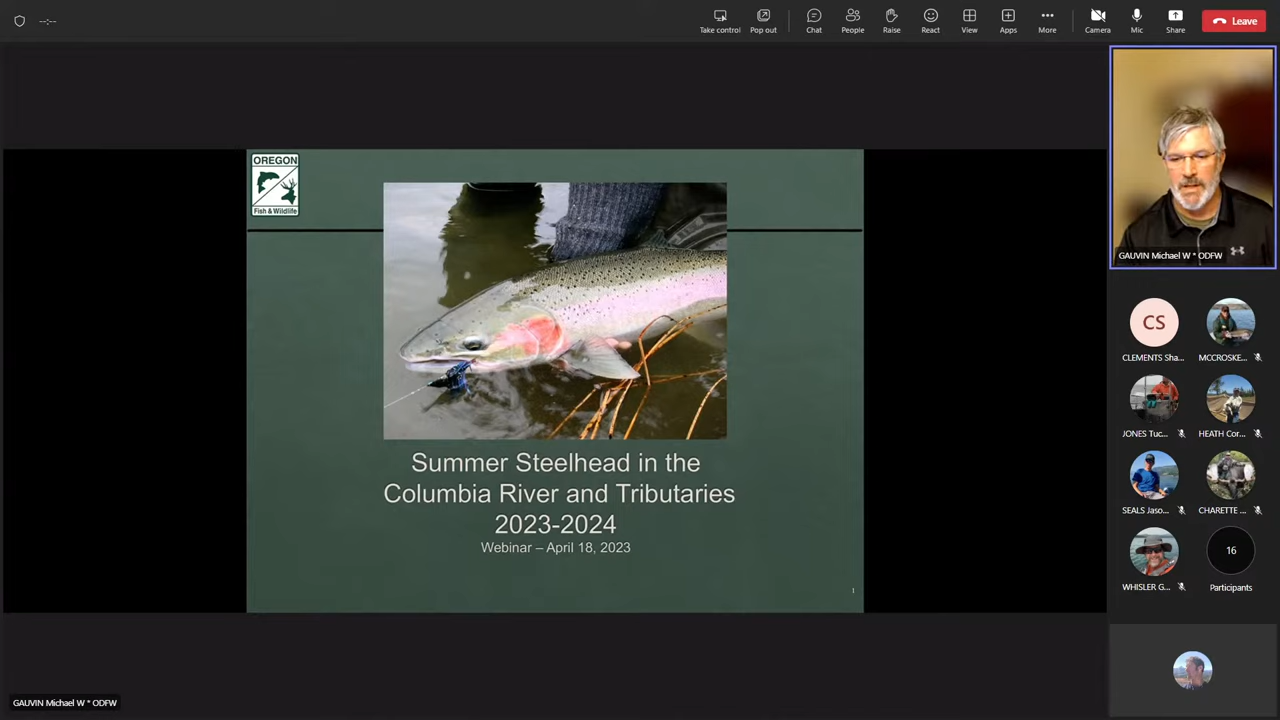 --:--
Take control
Pop out
Chat
People
Raise
React
View
Apps
More
Camera
Mic
Share
Leave
OREGON
Fish & Wildlife
Summer Steelhead in the
Columbia River and Tributaries
2023-2024
Webinar – April 18, 2023
1
GAUVIN Michael W * ODFW
CS
CLEMENTS Sha...
MCCROSKE...
JONES Tuc...
HEATH Cor...
SEALS Jaso...
CHARETTE ...
WHISLER G...
16
Participants
GAUVIN Michael W * ODFW